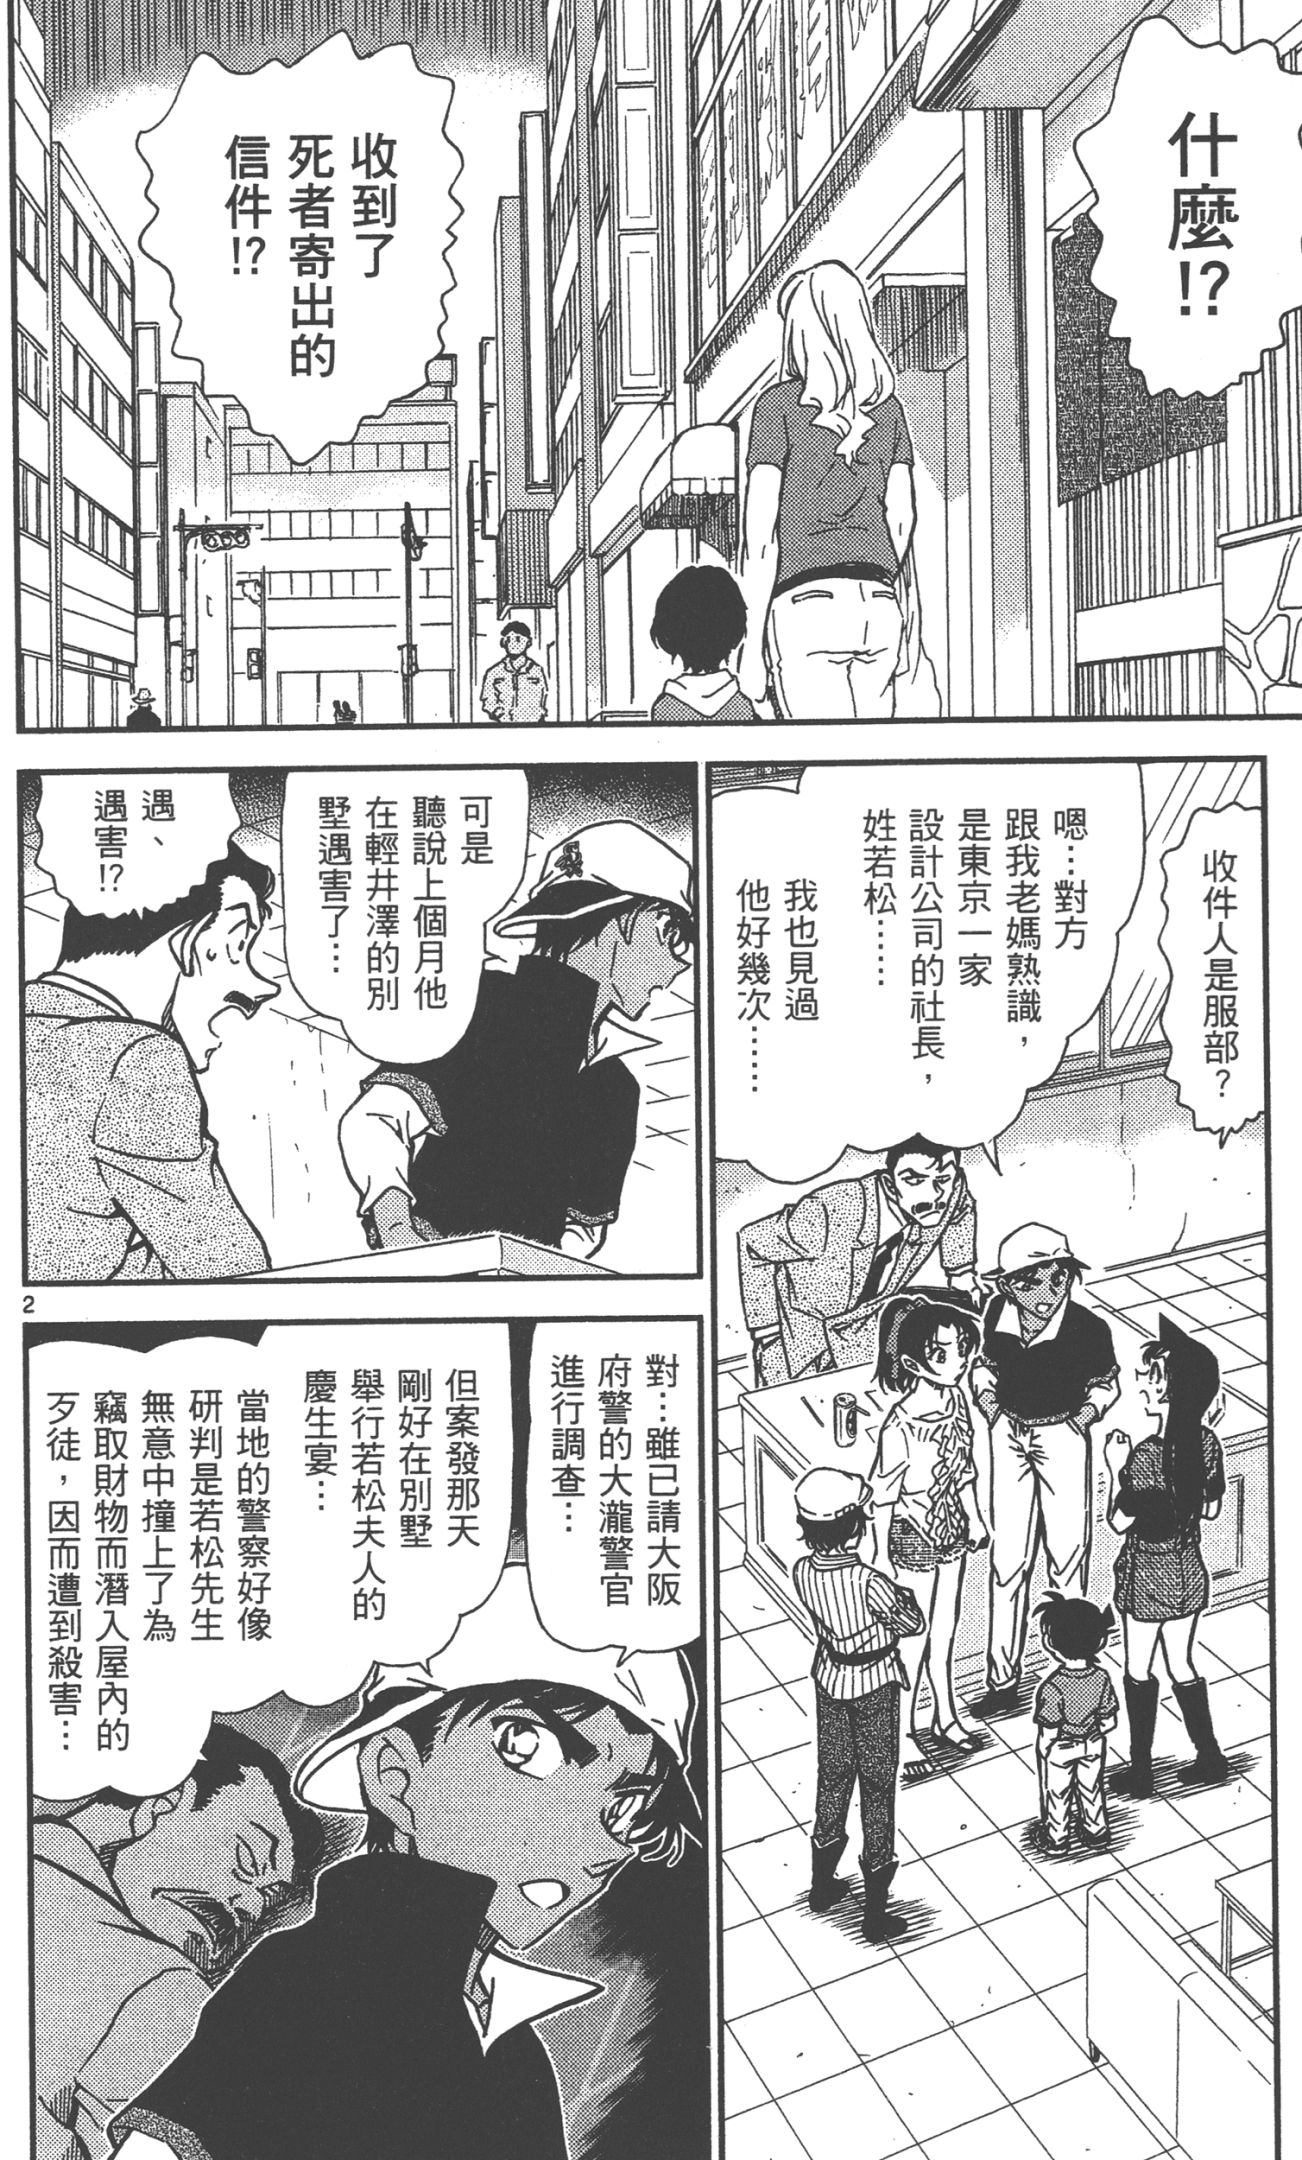 什麼!?
收到了
死者寄出的
信件!?
收件人是服部?
嗯…對方
跟我老媽熟識，
是東京一家
設計公司的社長，
姓若松……
我也見過
他好幾次……
可是
聽說上個月他
在輕井澤的別
墅遇害了…
遇、
遇害!?
2
對…雖已請大阪
府警的大瀧警官
進行調查…
但案發那天
剛好在別墅
舉行若松夫人的
慶生宴…
當地的警察好像
研判是若松先生
無意中撞上了為
竊取財物而潛入屋內的
歹徒，因而遭到殺害…